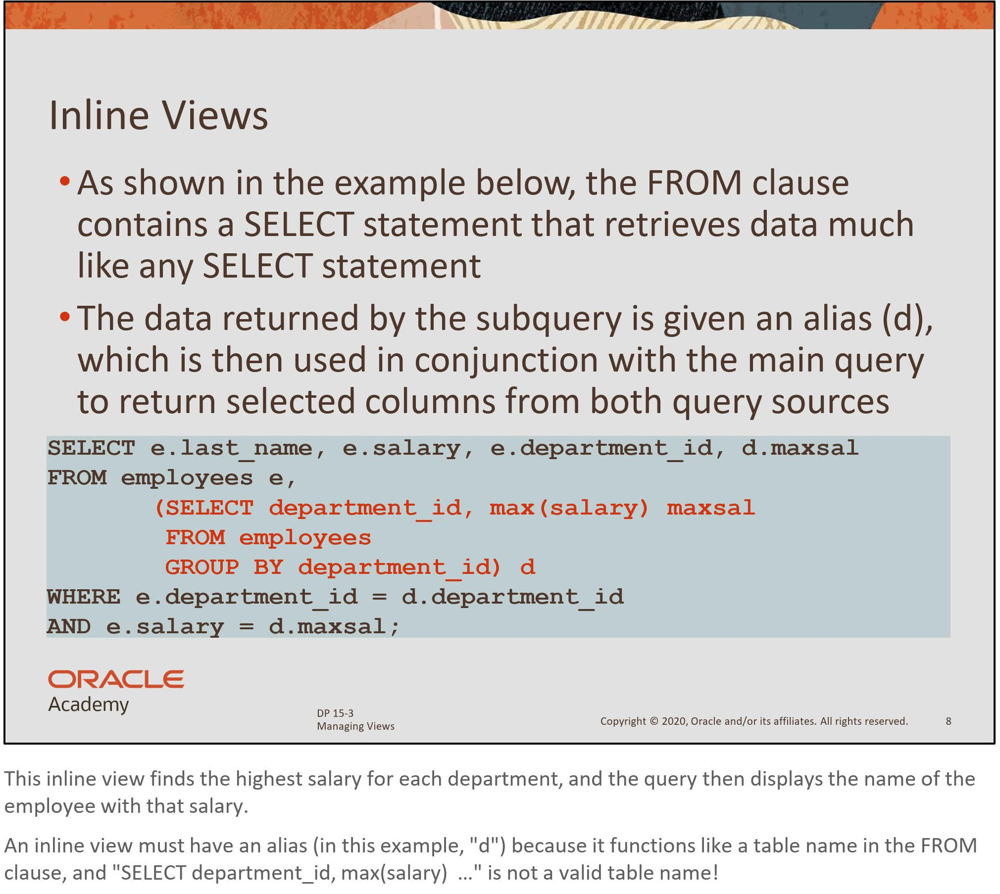 Inline Views
• As shown in the example below, the FROM clause
contains a SELECT statement that retrieves data much
like any SELECT statement
• The data returned by the subquery is given an alias (d),
which is then used in conjunction with the main query
to return selected columns from both query sources
SELECT e.last_name, e.salary, e.department_id, d.maxsal
FROM employees e,
(SELECT department_id, max(salary) maxsal
FROM employees
GROUP BY department_id) d
WHERE e.department_id = d.department_id
AND e.salary = d.maxsal;
ORACLE
Academy
DP 15-3
Managing Views
Copyright © 2020, Oracle and/or its affiliates. All rights reserved.
8
This inline view finds the highest salary for each department, and the query then displays the name of the
employee with that salary.
An inline view must have an alias (in this example, "d") because it functions like a table name in the FROM
clause, and "SELECT department_id, max(salary)  …" is not a valid table name!